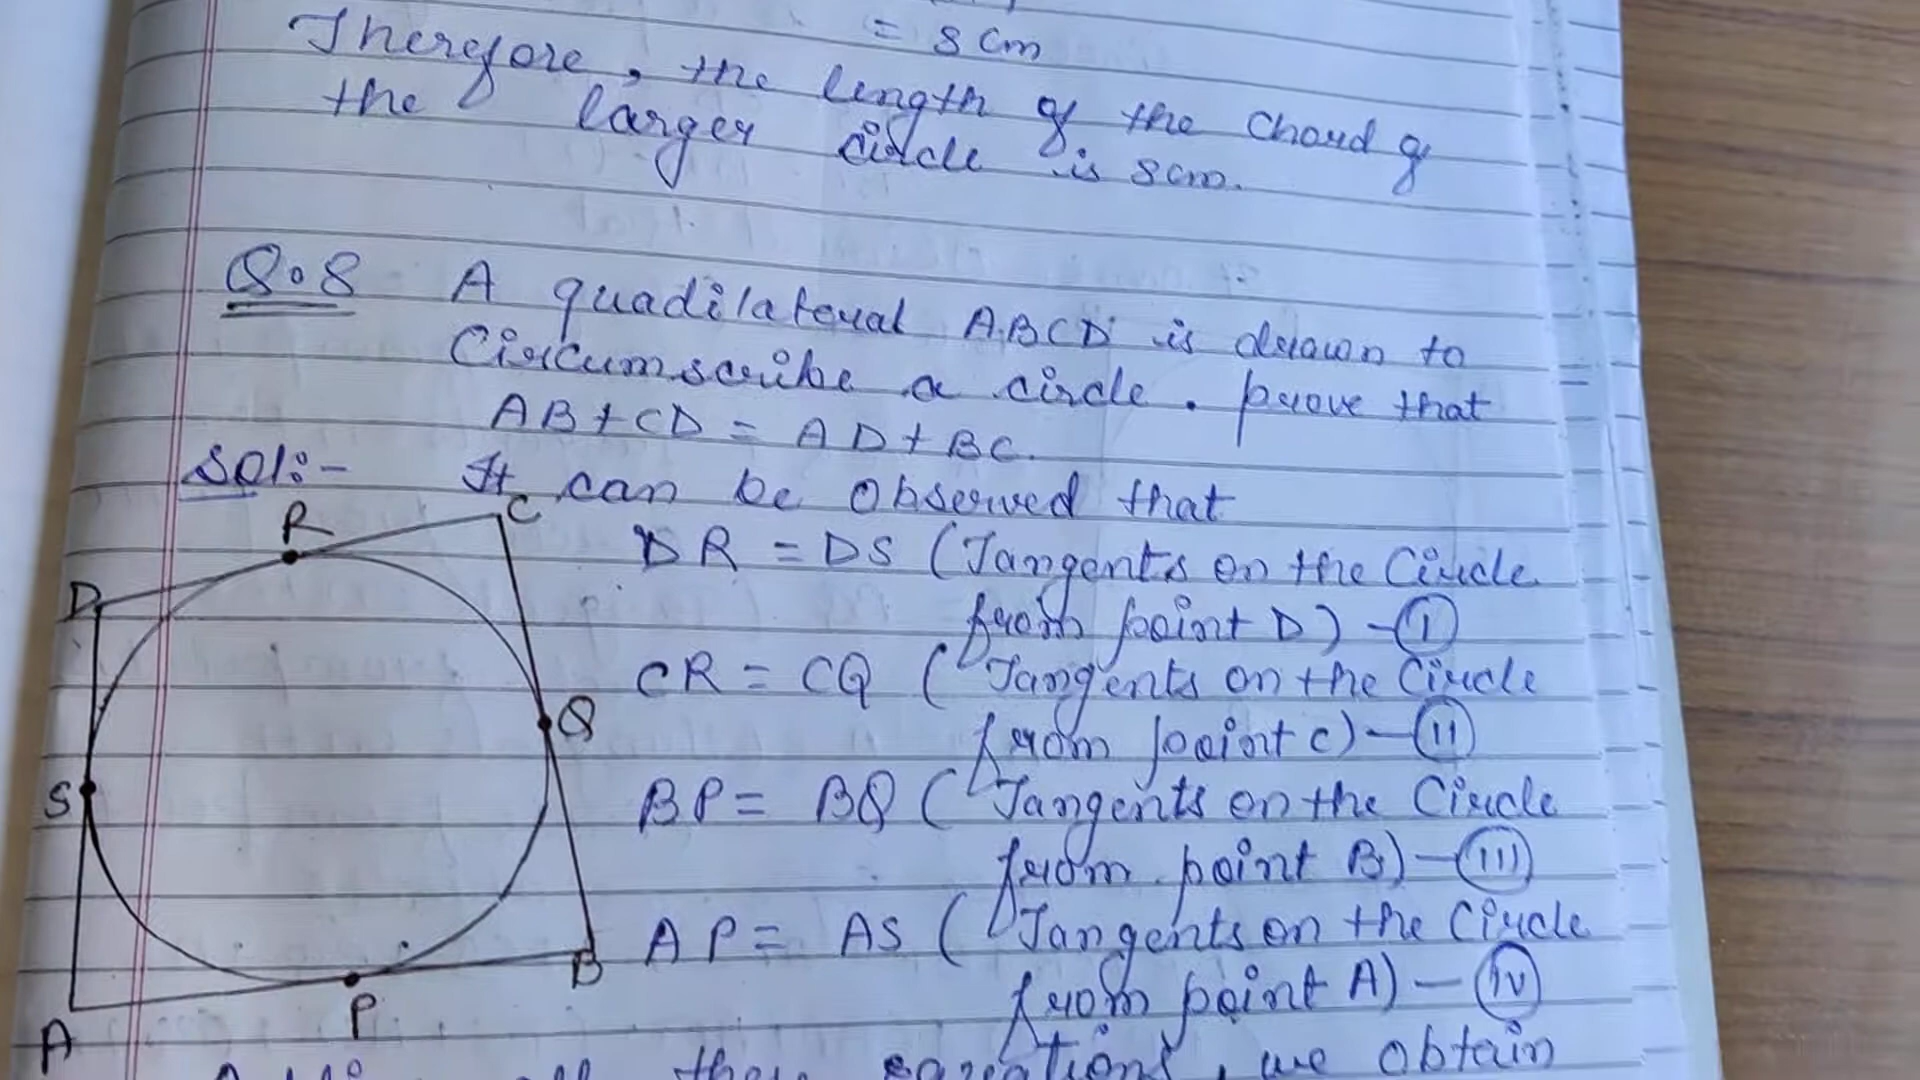 = 8 cm
Therefore, the length of the chord of
the larger circle is 8cm.
Q.8 A quadilateral ABCD is drawn to
Circumscribe a circle. prove that
AB+CD = AD+BC.
Sol:- It can be observed that
DR = DS (Tangents on the Circle
from point D) - (I)
CR = CQ (Tangents on the Circle
from point C) - (II)
BP = BQ (Tangents on the Circle
from point B) - (III)
AP = AS (Tangents on the Circle
from point A) - (IV)
R
C
D
Q
S
B
A
P
all these equations, we obtain